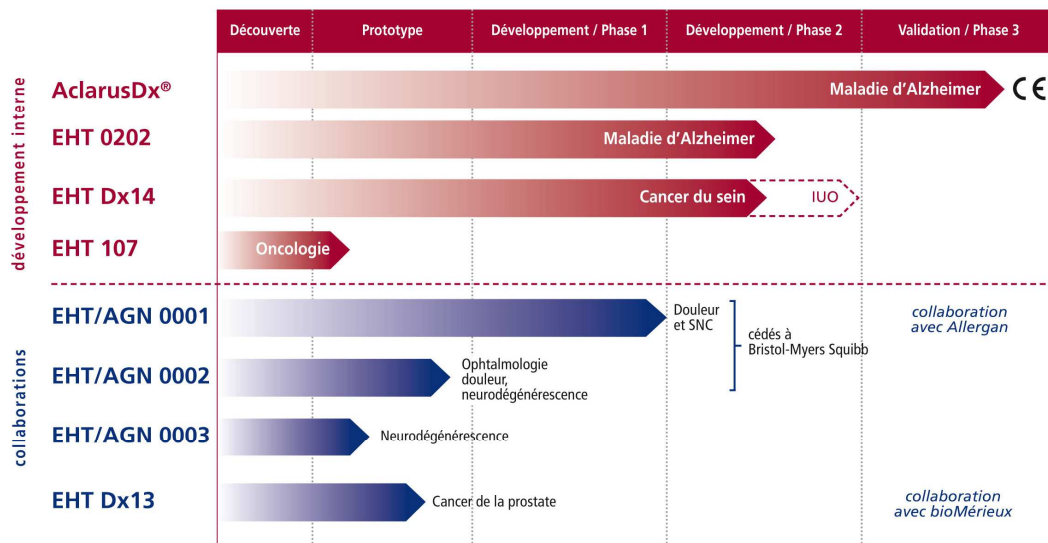 Découverte
Prototype
Développement / Phase 1
Développement / Phase 2
Validation / Phase 3
développement interne
AclarusDx®
Maladie d'Alzheimer
CE
EHT 0202
Maladie d'Alzheimer
EHT Dx14
Cancer du sein
IUO
EHT 107
Oncologie
collaborations
EHT/AGN 0001
Douleur
et SNC
cédés à
Bristol-Myers Squibb
collaboration
avec Allergan
EHT/AGN 0002
Ophtalmologie
douleur,
neurodégénérescence
EHT/AGN 0003
Neurodégénérescence
EHT Dx13
Cancer de la prostate
collaboration
avec bioMérieux